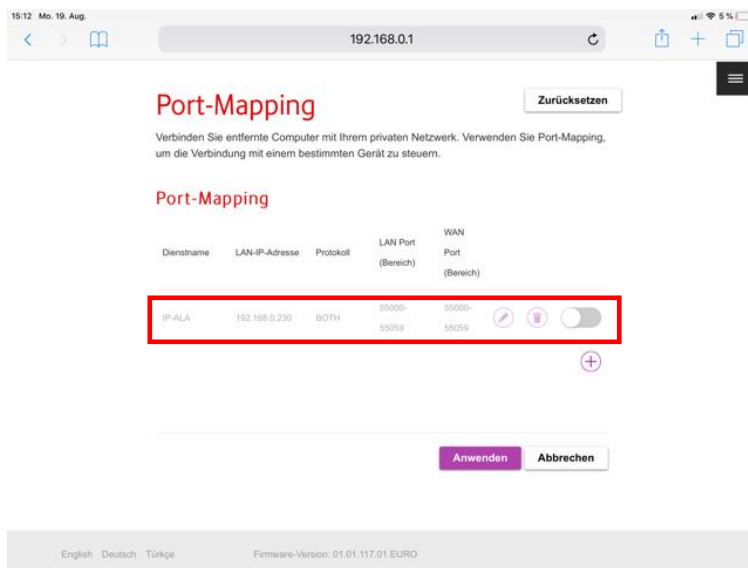 15:12 Mo. 19. Aug.
5 %
192.168.0.1
Port-Mapping
Zurücksetzen
Verbinden Sie entfernte Computer mit Ihrem privaten Netzwerk. Verwenden Sie Port-Mapping,
um die Verbindung mit einem bestimmten Gerät zu steuern.
Port-Mapping
Dienstname LAN-IP-Adresse Protokoll LAN Port (Bereich) WAN Port (Bereich)
IP-ALA 192.168.0.230 BOTH 55000-55059 55000-55059
Anwenden Abbrechen
English Deutsch Türkçe Firmware-Version: 01.01.117.01.EURO